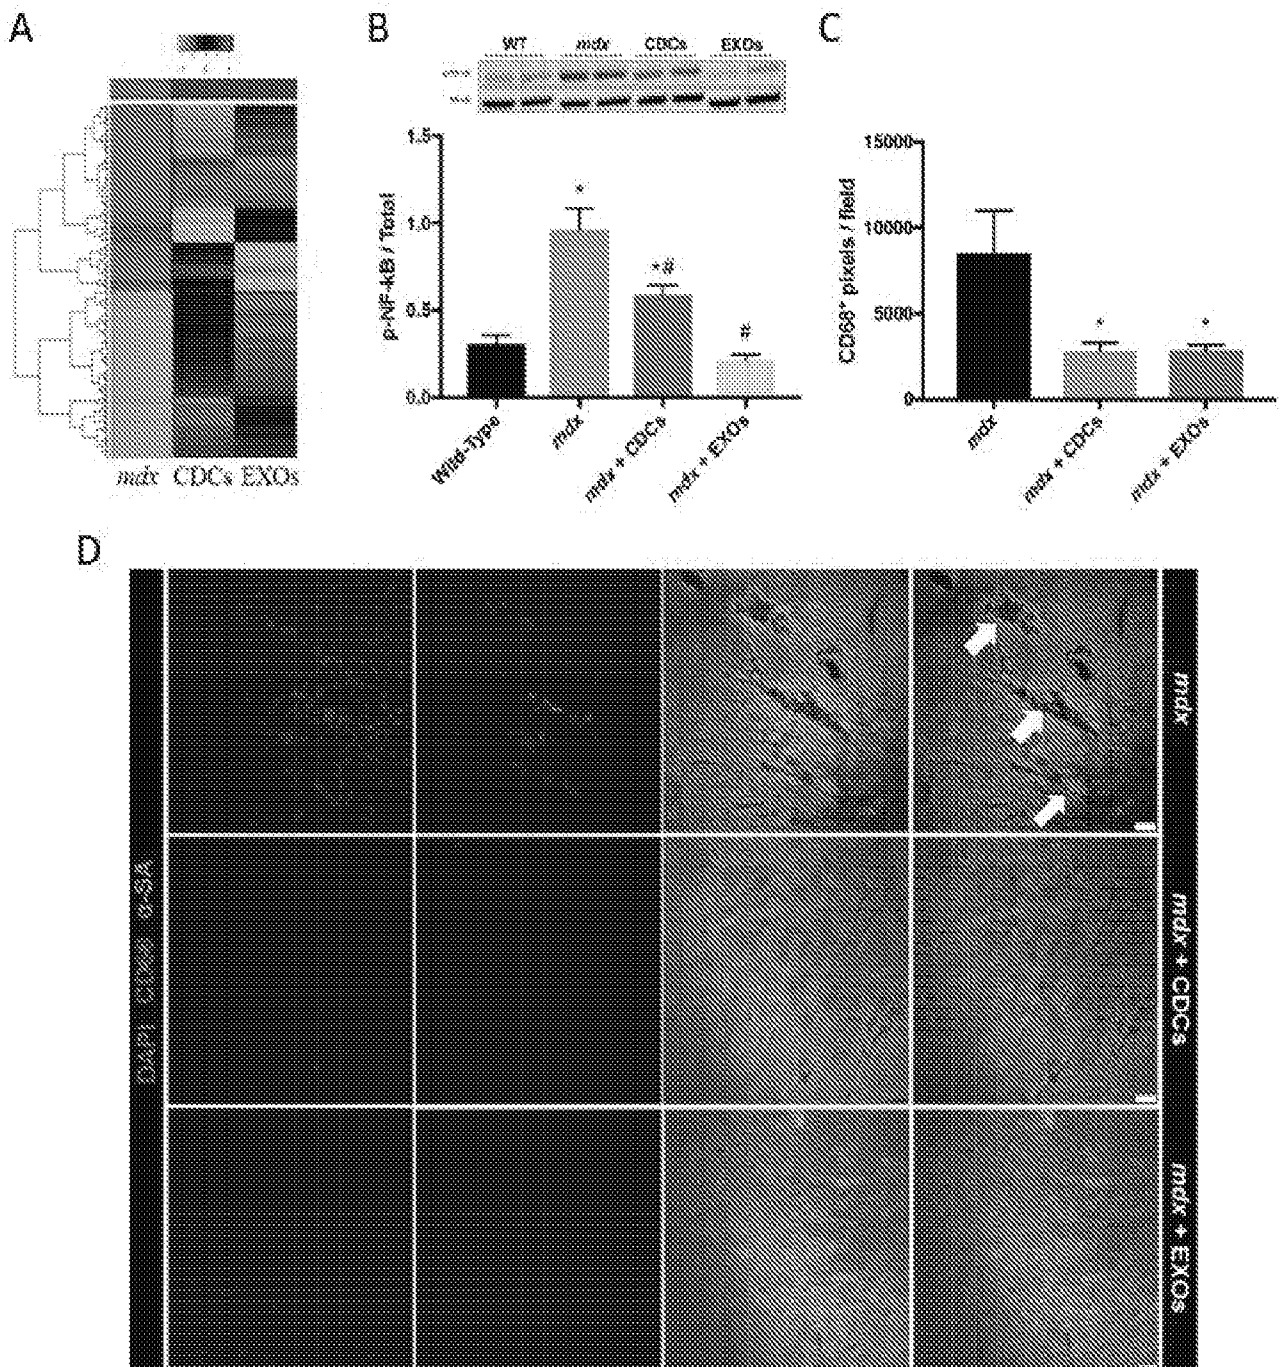 A
mdx CDCs EXOs
B
WT mdx CDCs EXOs
p-NF-kB / Total
1.5
1.0
0.5
0.0
*
*#
#
Wild-Type
mdx
mdx + CDCs
mdx + EXOs
C
CD68+ pixels / field
15000
10000
5000
0
*
*
mdx
mdx + CDCs
mdx + EXOs
D
DAPI CD68 α-SA
mdx
mdx + CDCs
mdx + EXOs